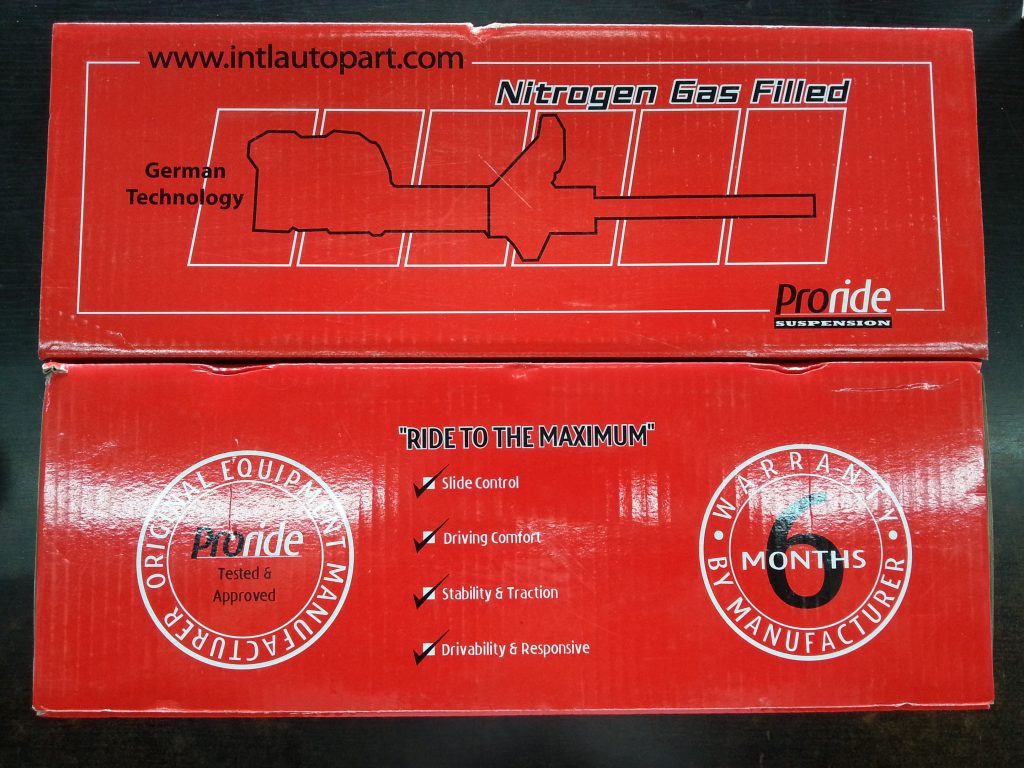 www.intlautopart.com
Nitrogen Gas Filled
German
Technology
Proride
SUSPENSION
"RIDE TO THE MAXIMUM"
ORIGINAL EQUIPMENT MANUFACTURER
Proride
Tested &
Approved
Slide Control
Driving Comfort
Stability & Traction
Drivability & Responsive
WARRANTY
6
MONTHS
BY MANUFACTURER